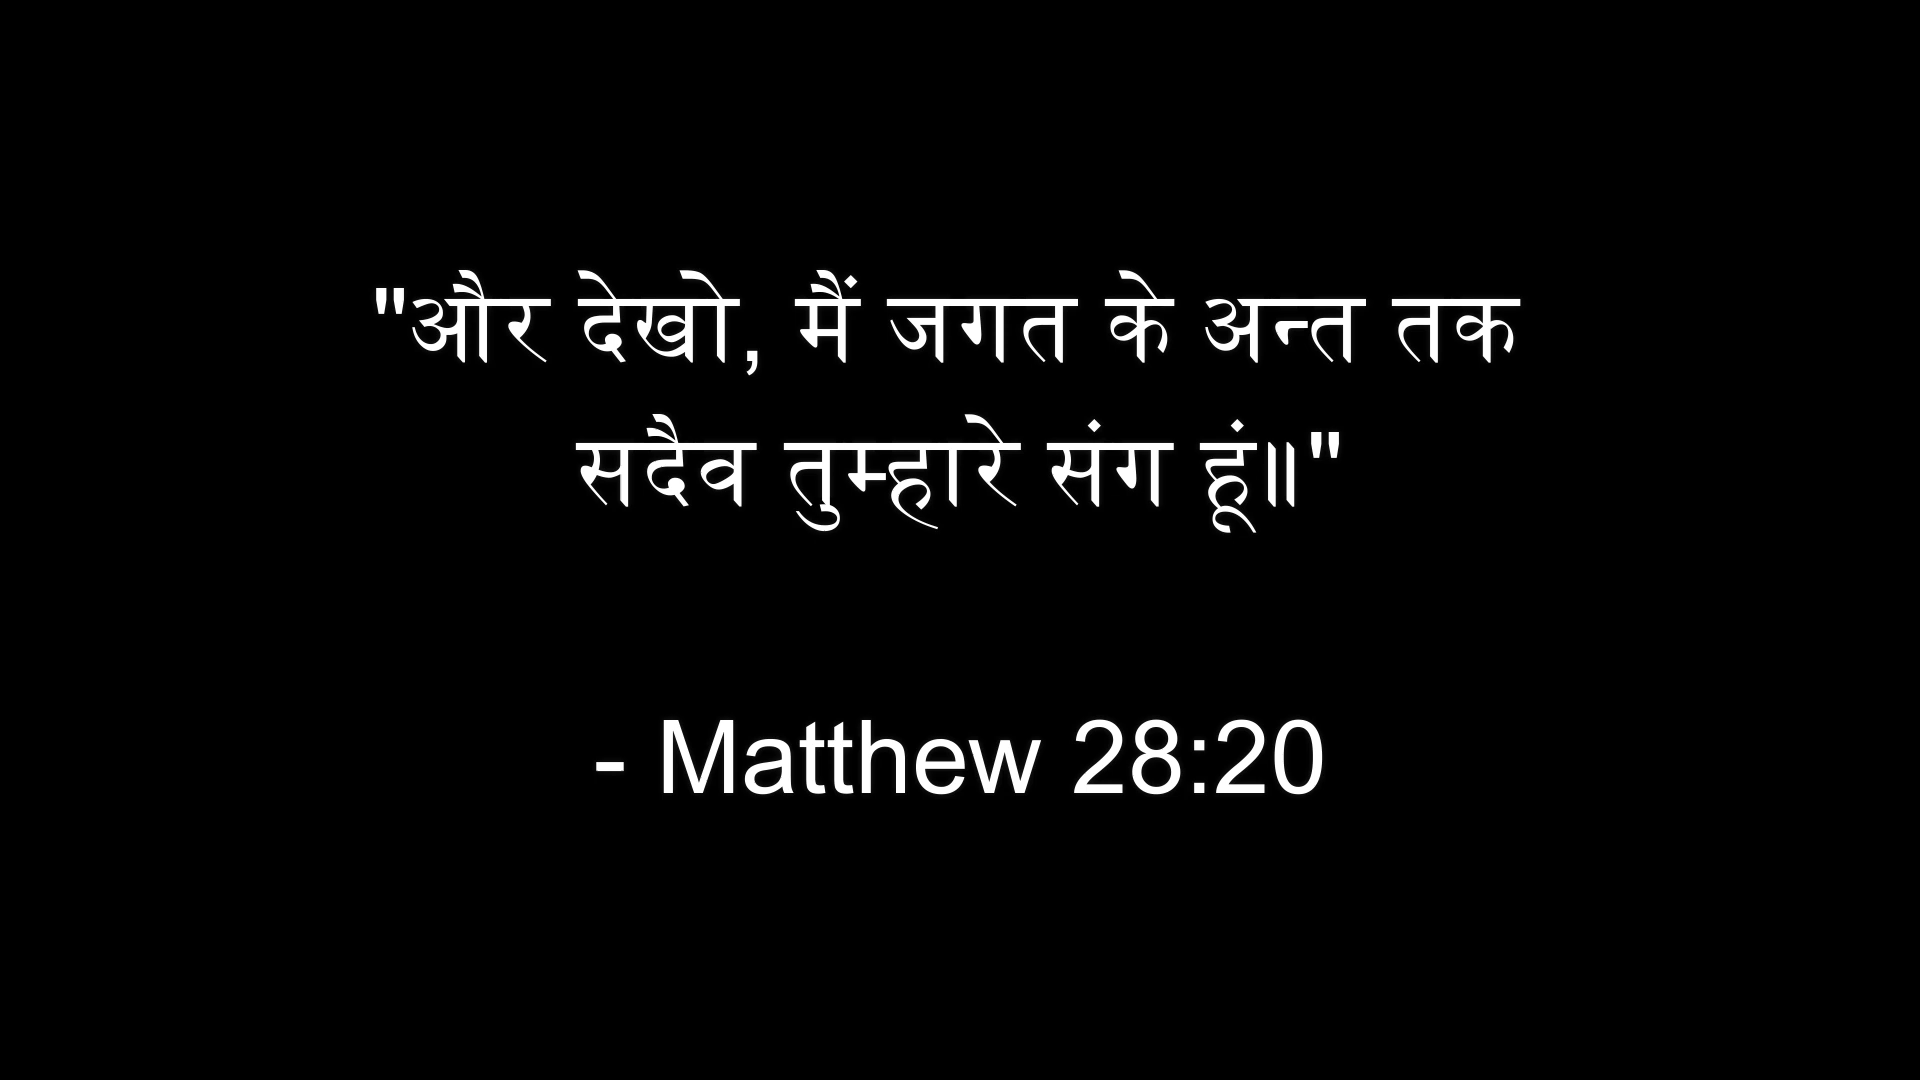 "और देखो, मैं जगत के अन्त तक
सदैव तुम्हारे संग हूं॥"
- Matthew 28:20